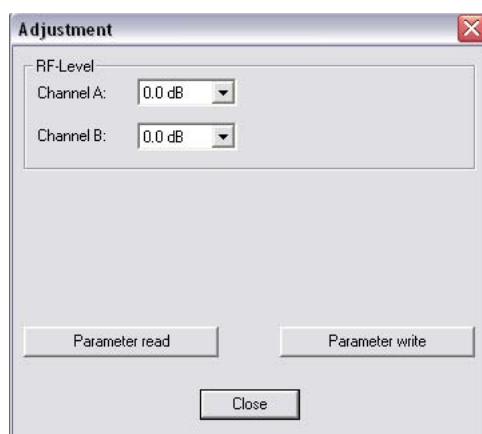 Adjustment
RF-Level
Channel A: 0.0 dB
Channel B: 0.0 dB
Parameter read Parameter write
Close